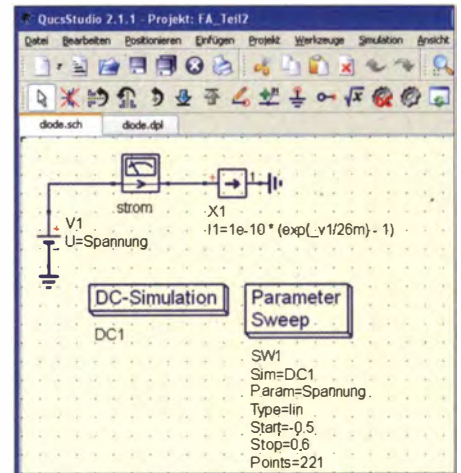 QucsStudio 2.1.1 - Projekt: FA_Teil2
Datei Bearbeiten Positionieren Einfügen Projekt Werkzeuge Simulation Ansicht
diode.sch diode.dpl
strom
V1
U=Spannung
1
X1
I1=1e-10 * (exp(_v1/26m) - 1)
DC-Simulation
DC1
Parameter
Sweep
SW1
Sim=DC1
Param=Spannung
Type=lin
Start=-0.5
Stop=0,6
Points=221